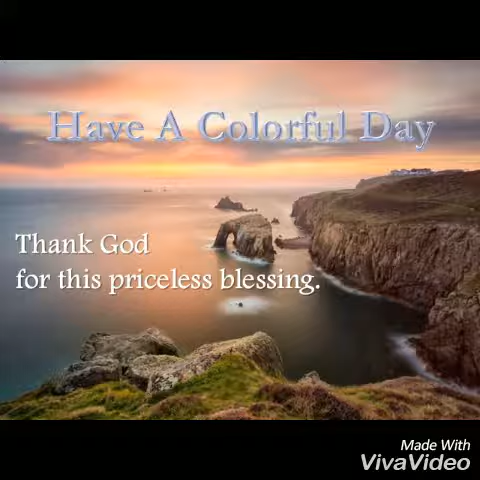 Have A Colorful Day
Thank God
for this priceless blessing.
Made With
VivaVideo